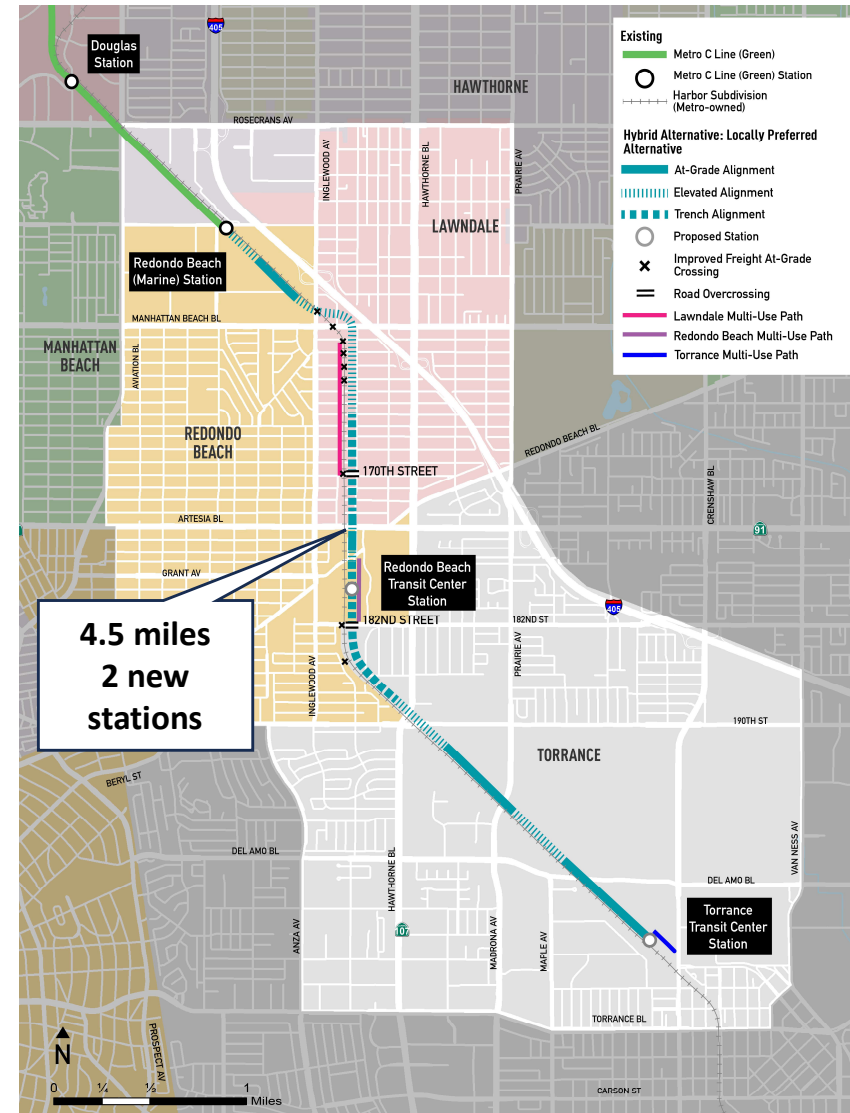 Douglas
Station
405
HAWTHORNE
ROSECRANS AV
INGLEWOOD AV
HAWTHORNE BL
PRAIRIE AV
LAWNDALE
Redondo Beach
(Marine) Station
MANHATTAN BEACH BL
MANHATTAN
BEACH
AVIATION BL
REDONDO
BEACH
REDONDO BEACH BL
170TH STREET
CRENSHAW BL
ARTESIA BL
91
GRANT AV
Redondo Beach
Transit Center
Station
405
182ND STREET
182ND ST
4.5 miles
2 new
stations
INGLEWOOD AV
PRAIRIE AV
190TH ST
TORRANCE
BERYL ST
DEL AMO BL
HAWTHORNE BL
VAN NESS AV
DEL AMO BL
Torrance
Transit Center
Station
107
ANZA AV
MADRONA AV
MAPLE AV
TORRANCE BL
PROSPECT AV
CARSON ST
N
0 ¼ ½ 1
Miles
Existing
Metro C Line (Green)
Metro C Line (Green) Station
Harbor Subdivision
(Metro-owned)
Hybrid Alternative: Locally Preferred
Alternative
At-Grade Alignment
Elevated Alignment
Trench Alignment
Proposed Station
Improved Freight At-Grade
Crossing
Road Overcrossing
Lawndale Multi-Use Path
Redondo Beach Multi-Use Path
Torrance Multi-Use Path